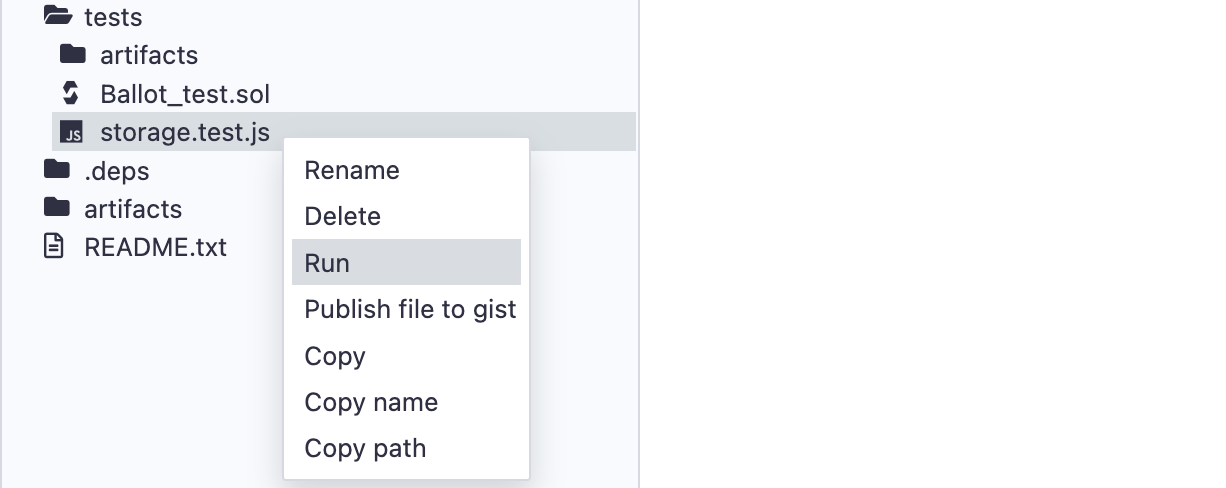 tests
artifacts
Ballot_test.sol
JS storage.test.js
.deps
artifacts
README.txt
Rename
Delete
Run
Publish file to gist
Copy
Copy name
Copy path